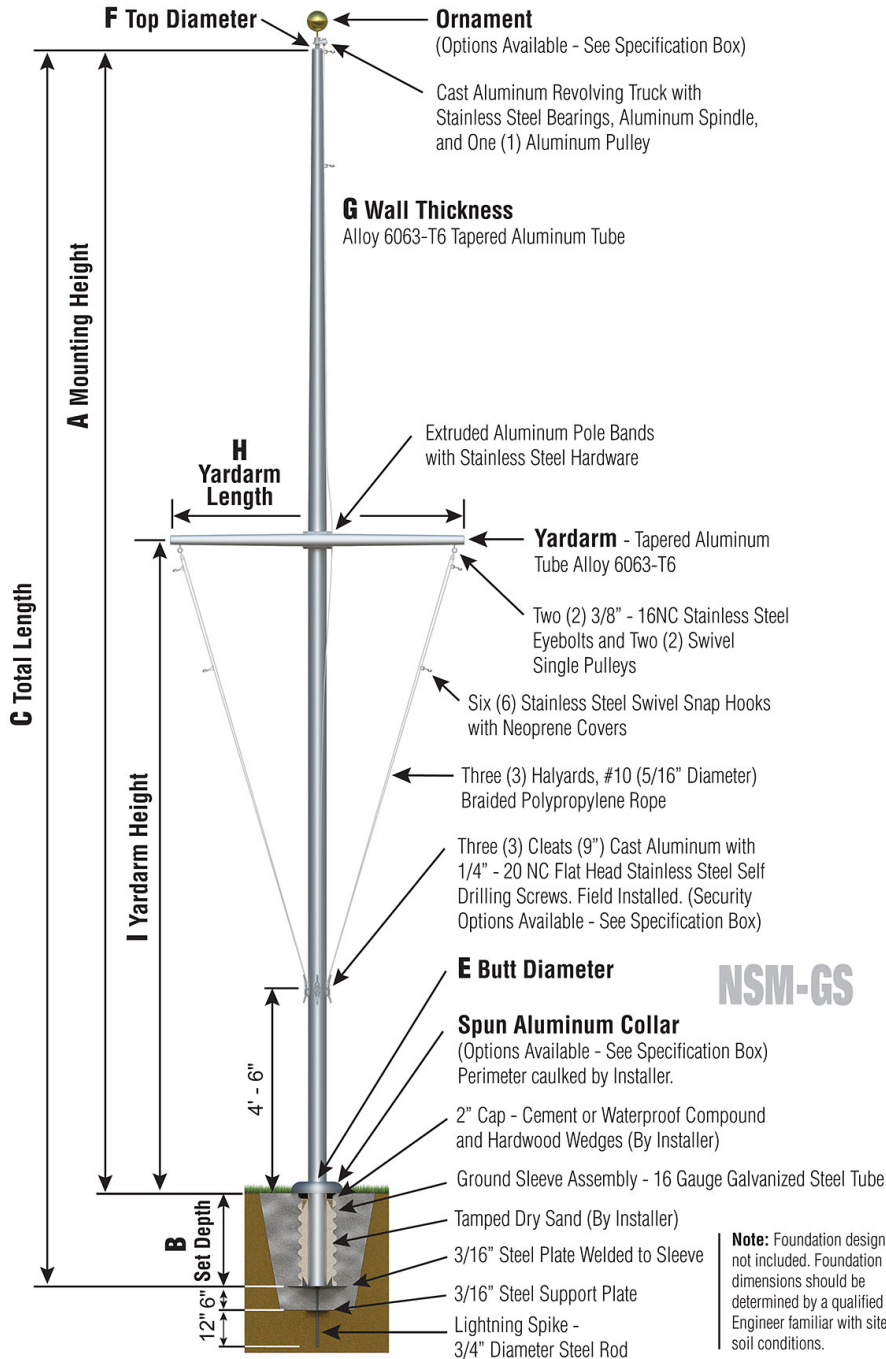 F Top Diameter
Ornament
(Options Available - See Specification Box)
Cast Aluminum Revolving Truck with
Stainless Steel Bearings, Aluminum Spindle,
and One (1) Aluminum Pulley
G Wall Thickness
Alloy 6063-T6 Tapered Aluminum Tube
A Mounting Height
C Total Length
H
Yardarm
Length
Extruded Aluminum Pole Bands
with Stainless Steel Hardware
Yardarm - Tapered Aluminum
Tube Alloy 6063-T6
Two (2) 3/8” - 16NC Stainless Steel
Eyebolts and Two (2) Swivel
Single Pulleys
Six (6) Stainless Steel Swivel Snap Hooks
with Neoprene Covers
I Yardarm Height
Three (3) Halyards, #10 (5/16” Diameter)
Braided Polypropylene Rope
Three (3) Cleats (9”) Cast Aluminum with
1/4” - 20 NC Flat Head Stainless Steel Self
Drilling Screws. Field Installed. (Security
Options Available - See Specification Box)
E Butt Diameter
NSM-GS
4' - 6"
Spun Aluminum Collar
(Options Available - See Specification Box)
Perimeter caulked by Installer.
2” Cap - Cement or Waterproof Compound
and Hardwood Wedges (By Installer)
Ground Sleeve Assembly - 16 Gauge Galvanized Steel Tube
Tamped Dry Sand (By Installer)
B
Set Depth
3/16” Steel Plate Welded to Sleeve
6"
3/16” Steel Support Plate
12"
Lightning Spike -
3/4” Diameter Steel Rod
Note: Foundation design
not included. Foundation
dimensions should be
determined by a qualified
Engineer familiar with site
soil conditions.